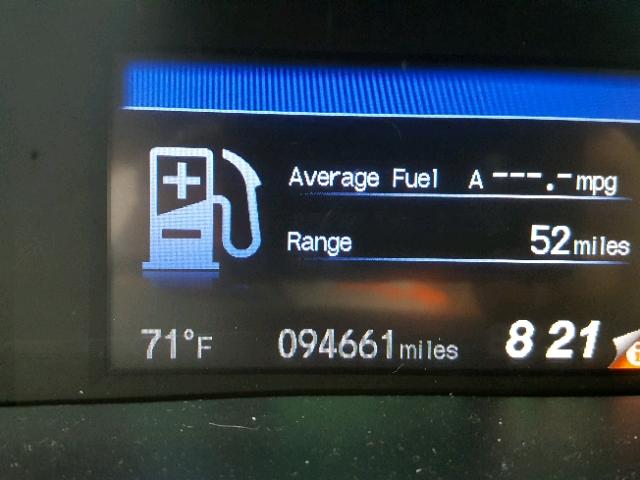 Average Fuel A ---.- mpg
Range 52 miles
71°F 094661 miles 8 21